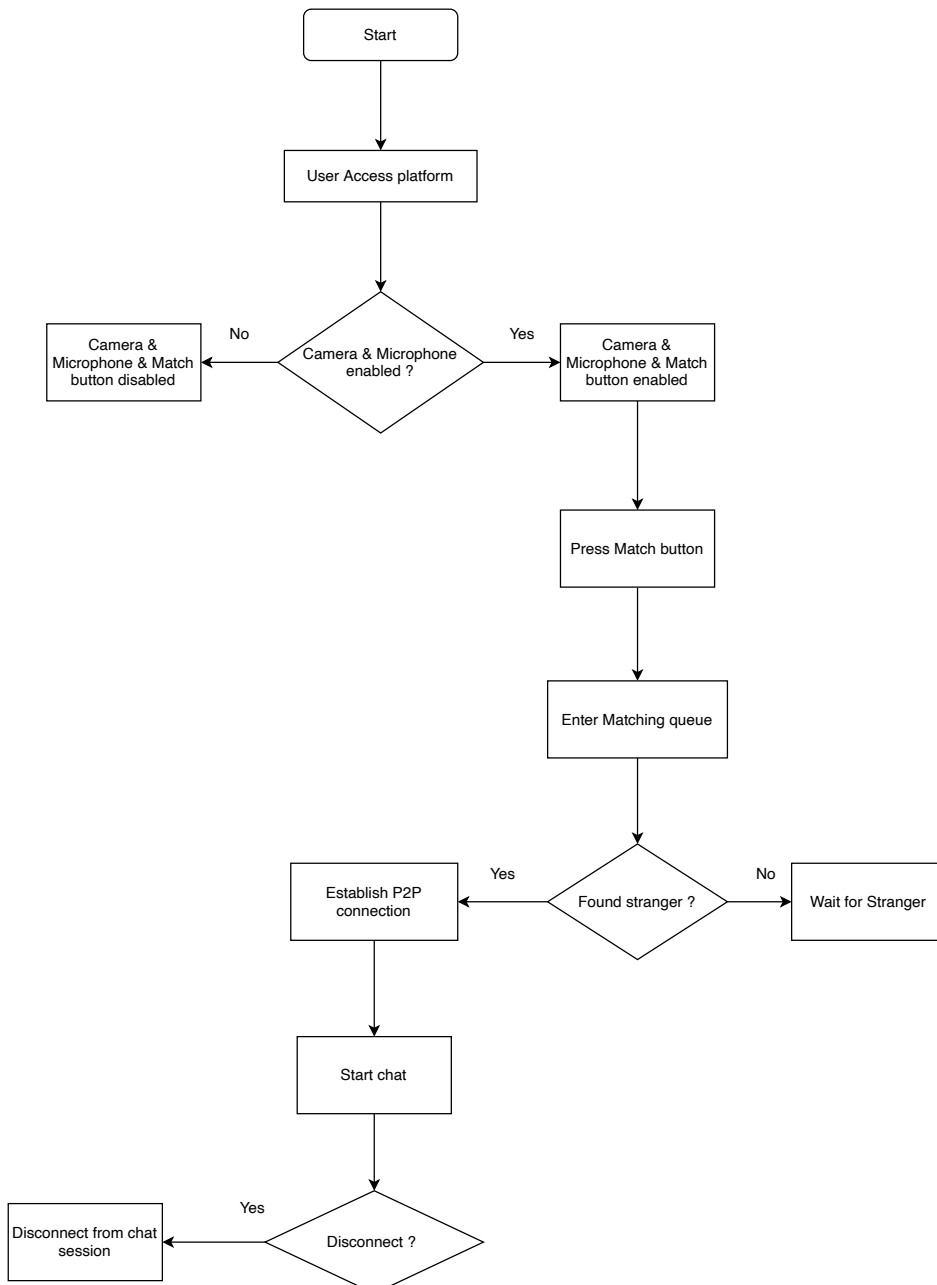 Start
User Access platform
No
Yes
Camera &
Microphone & Match
button disabled
Camera & Microphone
enabled ?
Camera &
Microphone & Match
button enabled
Press Match button
Enter Matching queue
Yes
No
Establish P2P
connection
Found stranger ?
Wait for Stranger
Start chat
Yes
Disconnect from chat
session
Disconnect ?